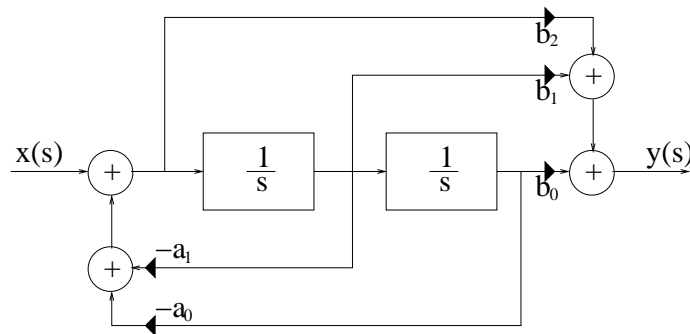 b₂
+
b₁
x(s)
+
1
s
1
s
b₀
+
y(s)
+
−a₁
−a₀